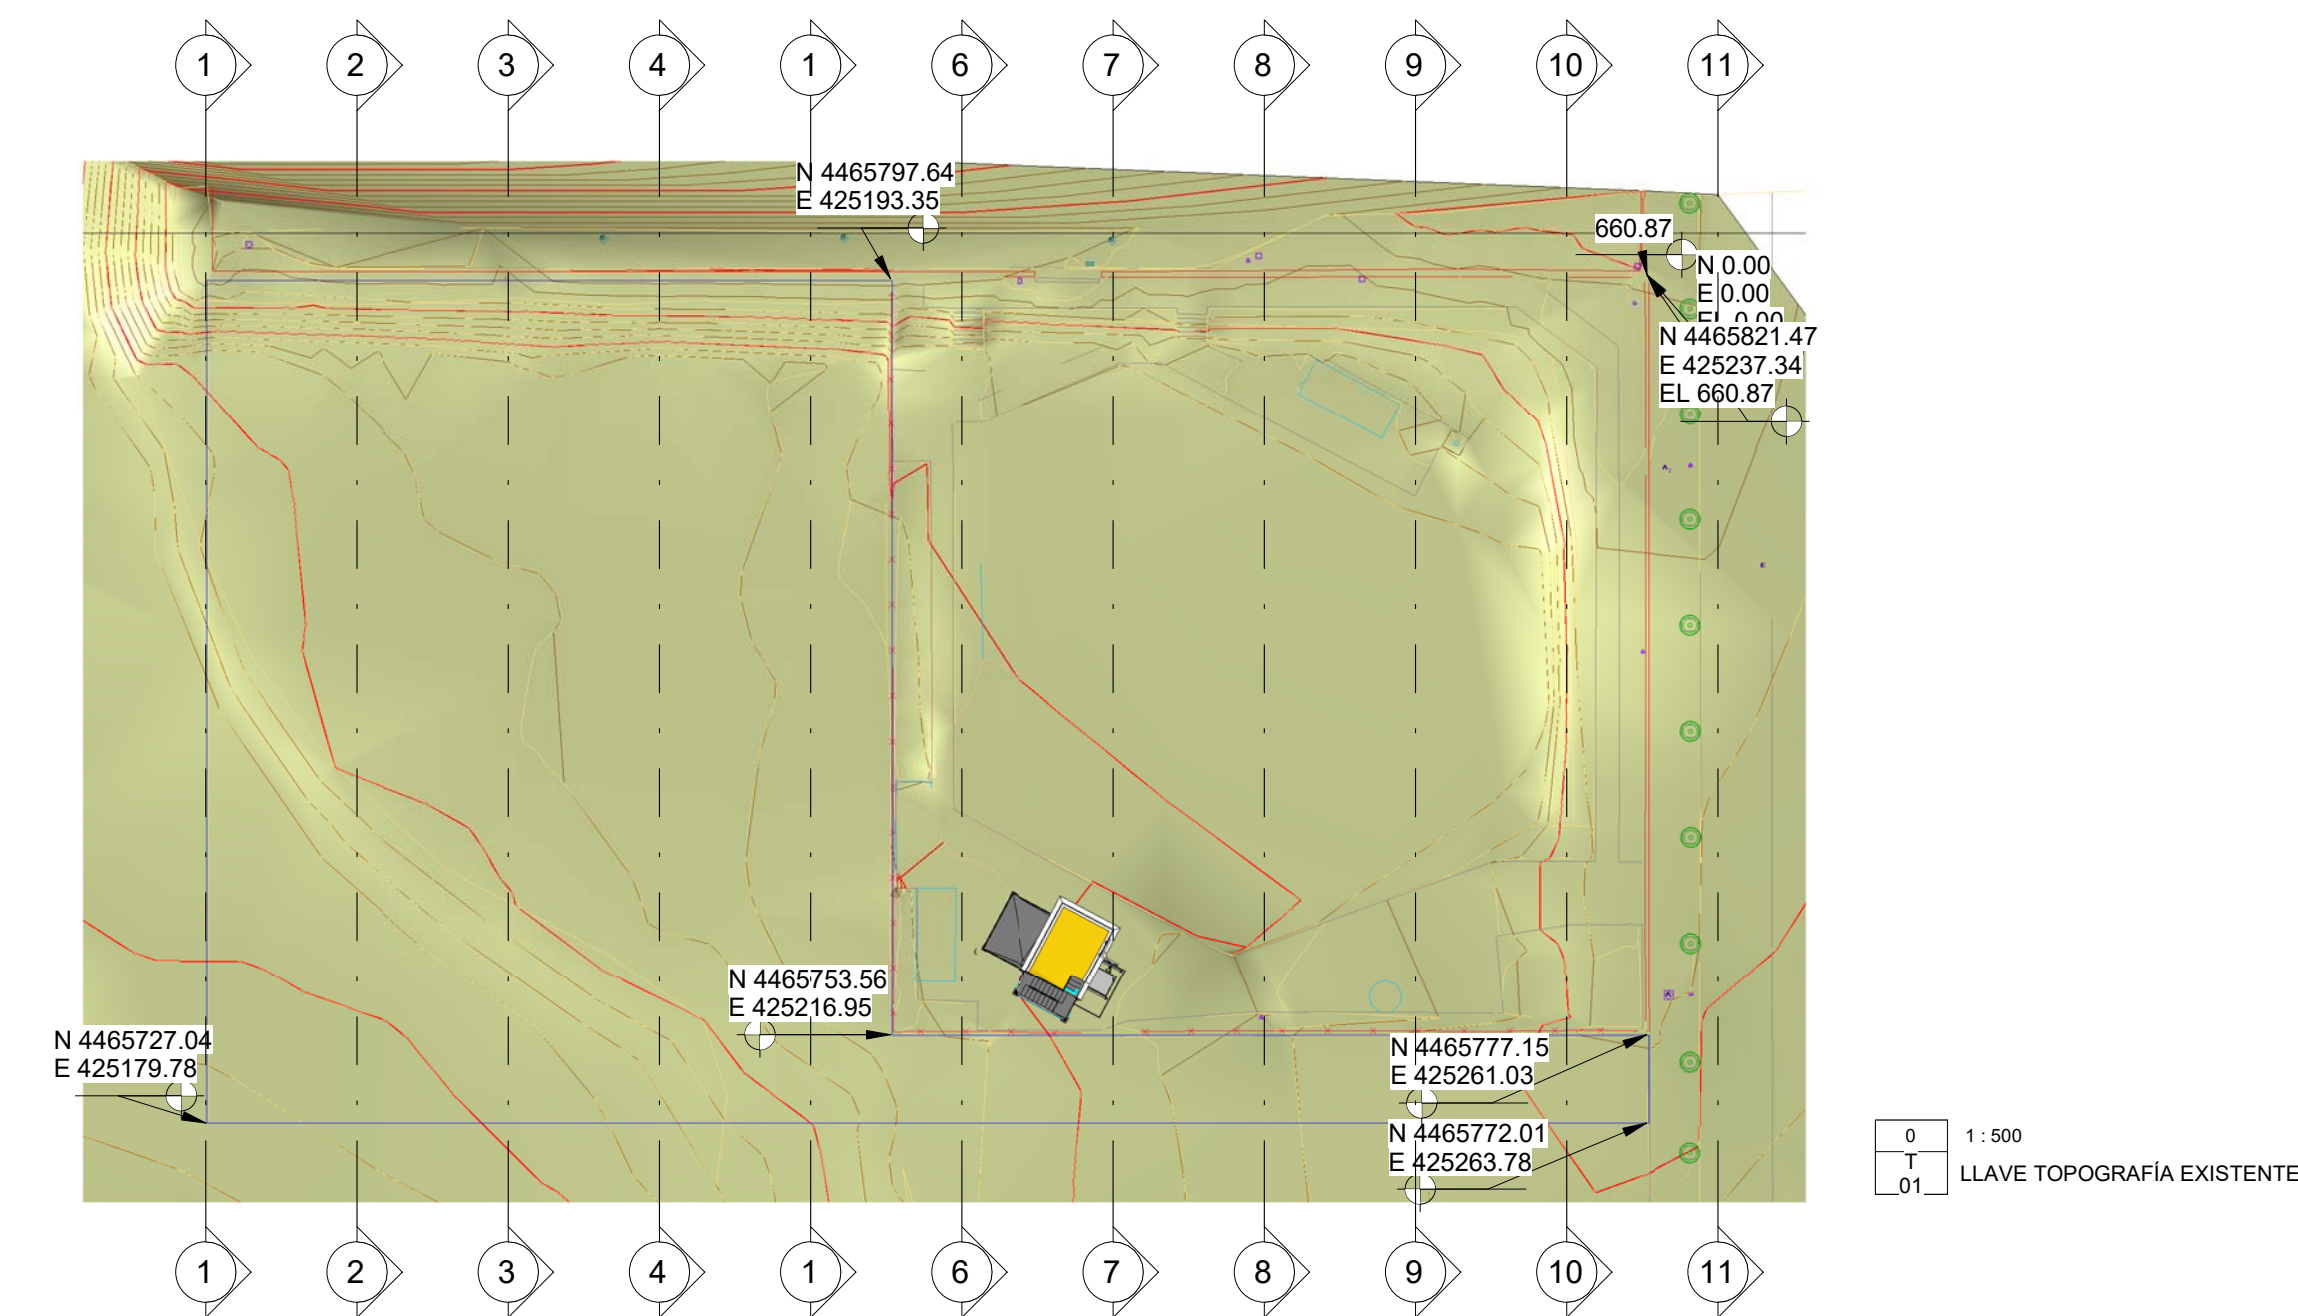 1 2 3 4 1 6 7 8 9 10 11
N 4465797.64
E 425193.35
660.87
N 0.00
E 0.00
EL 0.00
N 4465821.47
E 425237.34
EL 660.87
N 4465753.56
E 425216.95
N 4465727.04
E 425179.78
N 4465777.15
E 425261.03
N 4465772.01
E 425263.78
0 1 : 500
T
01
LLAVE TOPOGRAFÍA EXISTENTE
1 2 3 4 1 6 7 8 9 10 11